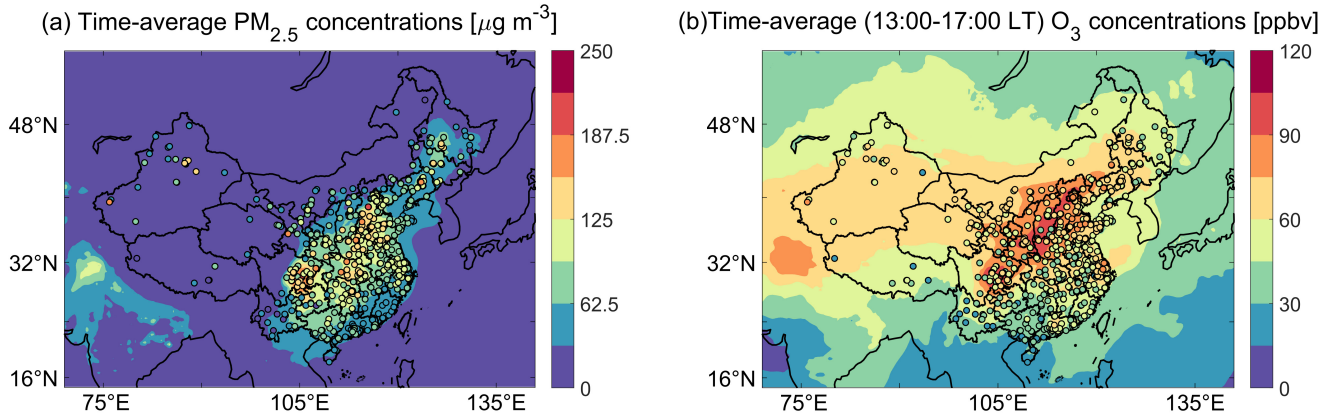 (a) Time-average PM2.5 concentrations [μg m-3]
250
187.5
125
62.5
0
48°N
32°N
16°N
75°E 105°E 135°E
(b)Time-average (13:00-17:00 LT) O3 concentrations [ppbv]
120
90
60
30
0
48°N
32°N
16°N
75°E 105°E 135°E